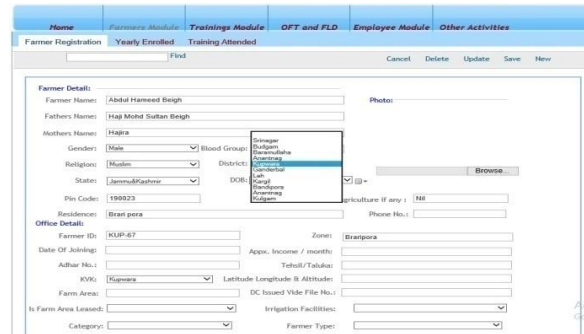 Home Farmers Module Trainings Module OFT and FLD Employee Module Other Activities
Farmer Registration Yearly Enrolled Training Attended
Find Cancel Delete Update Save New
Farmer Detail:
Farmer Name: Abdul Hameed Beigh Photo:
Fathers Name: Haji Mohd Sultan Beigh
Mothers Name: Hajira
Gender: Male Blood Group:
Religion: Muslim District:
State: Jammu&Kashmir DOB:
Srinagar
Budgam
Baramullaha
Anantnag
Kupwara
Ganderbal
Leh
Kargil
Bandipora
Anantnag
Kulgam
Browse...
Pin Code: 190023 griculture If any : Nil
Residence: Brari pora Phone No.:
Office Detail:
Farmer ID: KUP-67 Zone: Braripora
Date Of Joining: Appx. Income / month:
Adhar No.: Tehsil/Taluka:
KVK: Kupwara Latitude Longitude & Altitude:
Farm Area: DC Issued Vide File No.:
Is Farm Area Leased: Irrigation Facilities:
Category: Farmer Type: